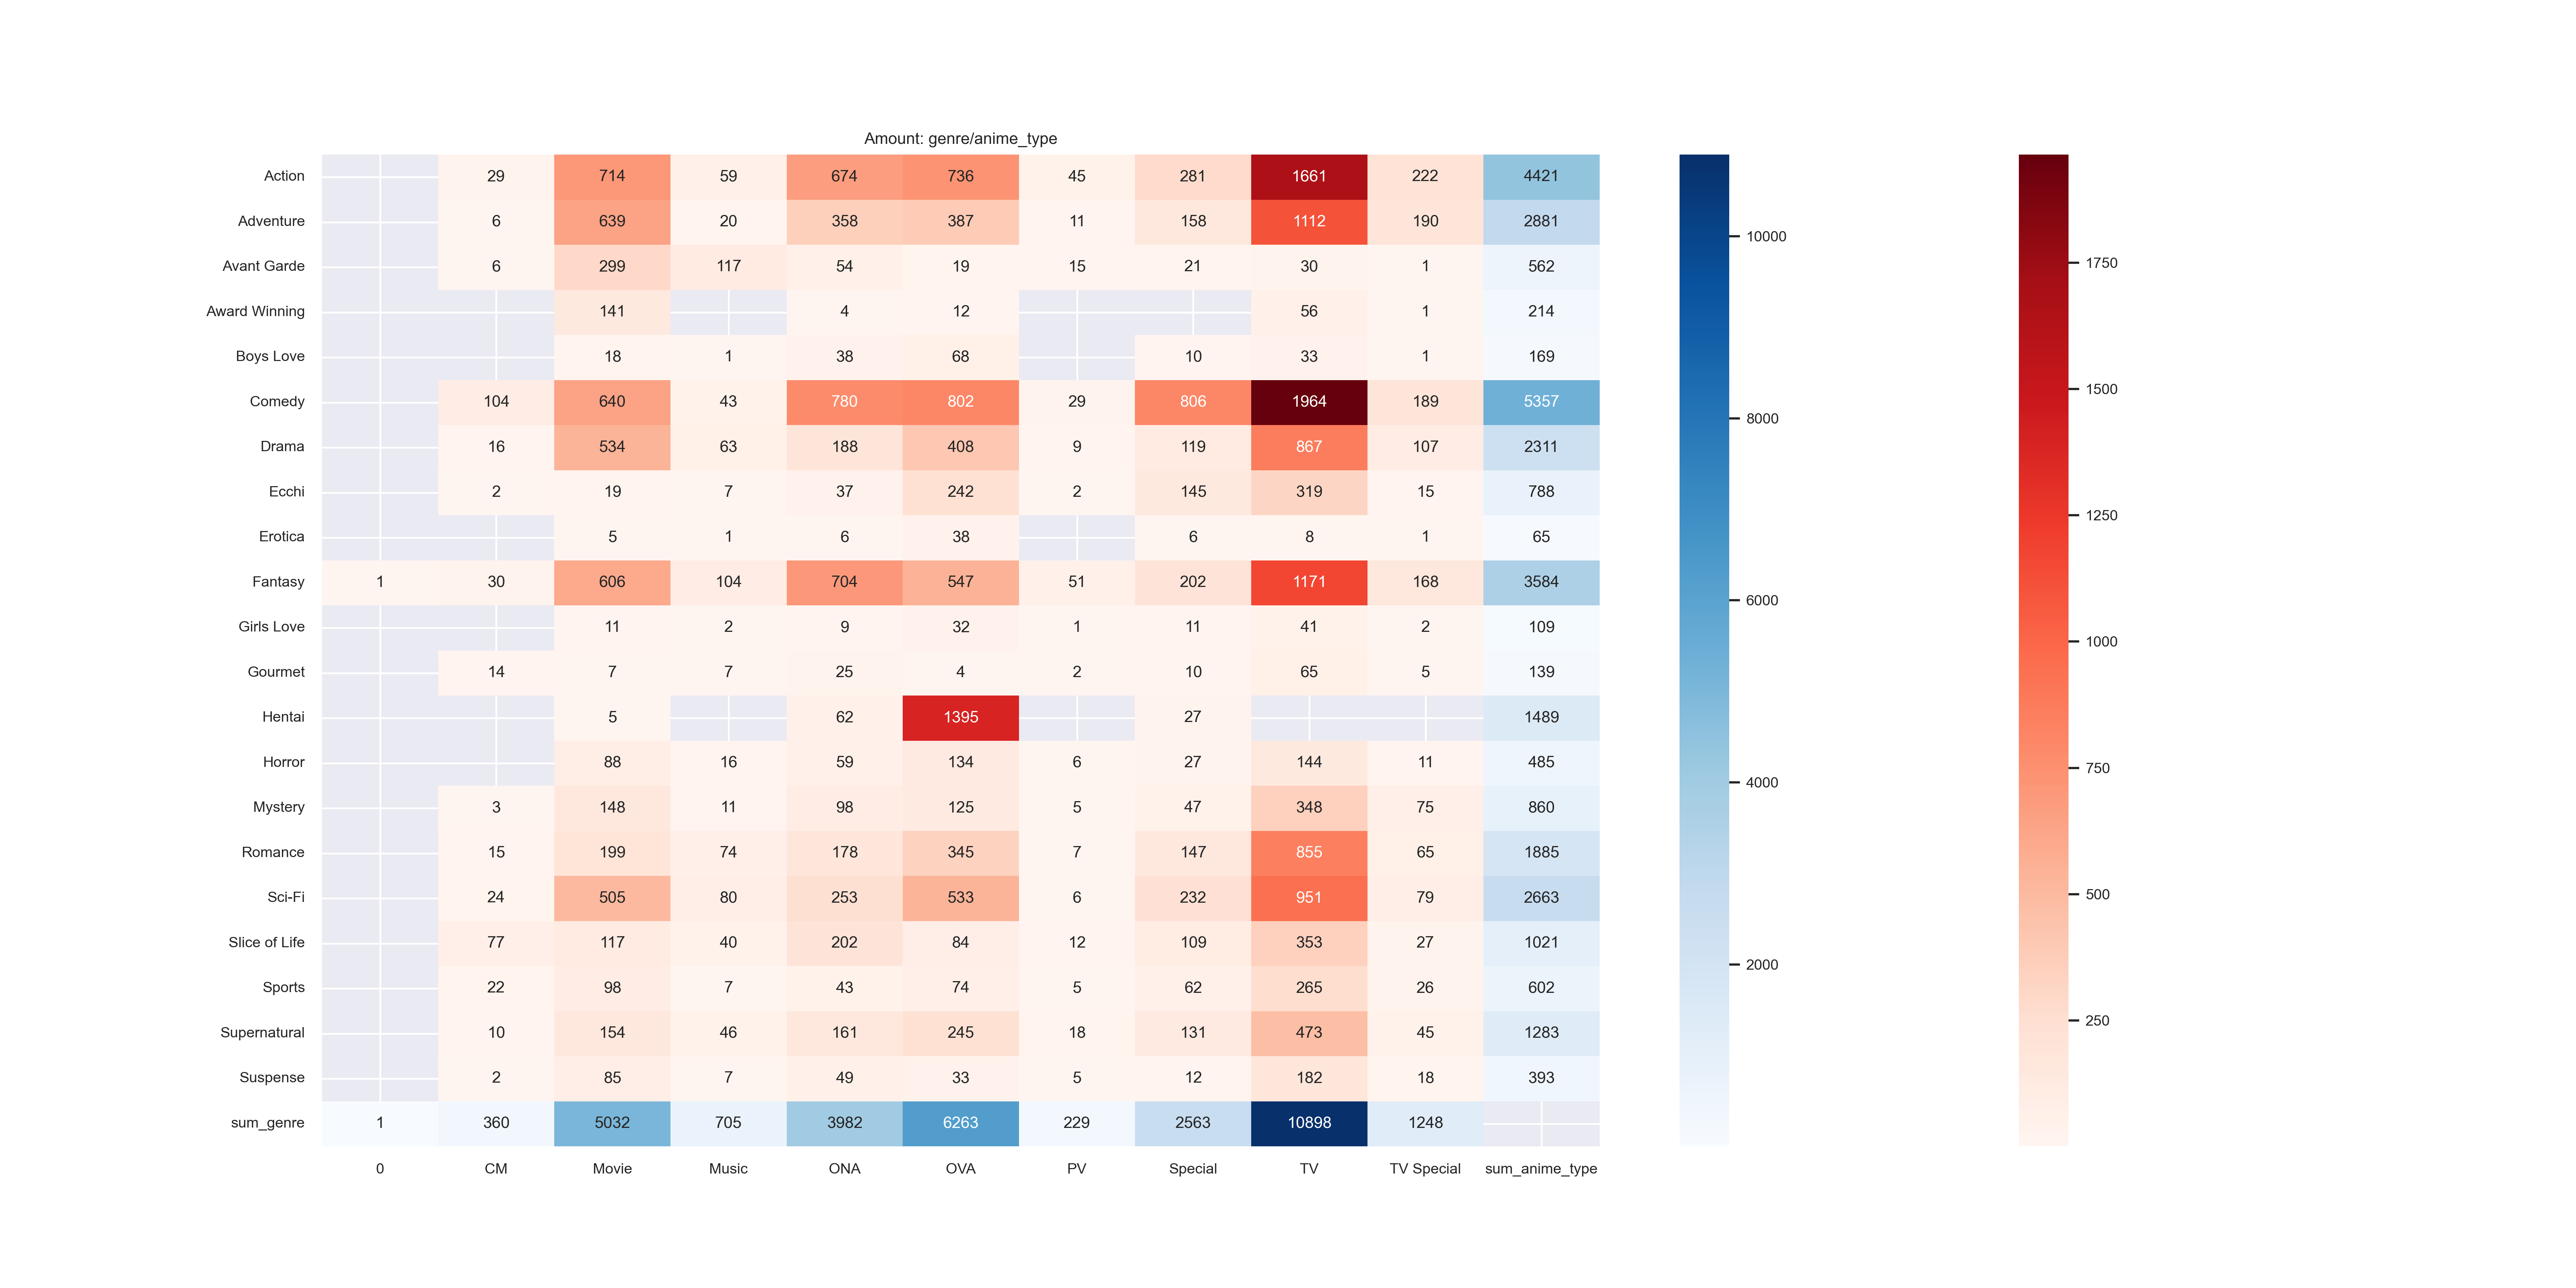 Amount: genre/anime_type
Action 29 714 59 674 736 45 281 1661 222 4421
Adventure 6 639 20 358 387 11 158 1112 190 2881
Avant Garde 6 299 117 54 19 15 21 30 1 562
Award Winning 141 4 12 56 1 214
Boys Love 18 1 38 68 10 33 1 169
Comedy 104 640 43 780 802 29 806 1964 189 5357
Drama 16 534 63 188 408 9 119 867 107 2311
Ecchi 2 19 7 37 242 2 145 319 15 788
Erotica 5 1 6 38 6 8 1 65
Fantasy 1 30 606 104 704 547 51 202 1171 168 3584
Girls Love 11 2 9 32 1 11 41 2 109
Gourmet 14 7 7 25 4 2 10 65 5 139
Hentai 5 62 1395 27 1489
Horror 88 16 59 134 6 27 144 11 485
Mystery 3 148 11 98 125 5 47 348 75 860
Romance 15 199 74 178 345 7 147 855 65 1885
Sci-Fi 24 505 80 253 533 6 232 951 79 2663
Slice of Life 77 117 40 202 84 12 109 353 27 1021
Sports 22 98 7 43 74 5 62 265 26 602
Supernatural 10 154 46 161 245 18 131 473 45 1283
Suspense 2 85 7 49 33 5 12 182 18 393
sum_genre 1 360 5032 705 3982 6263 229 2563 10898 1248
0 CM Movie Music ONA OVA PV Special TV TV Special sum_anime_type
10000
8000
6000
4000
2000
1750
1500
1250
1000
750
500
250